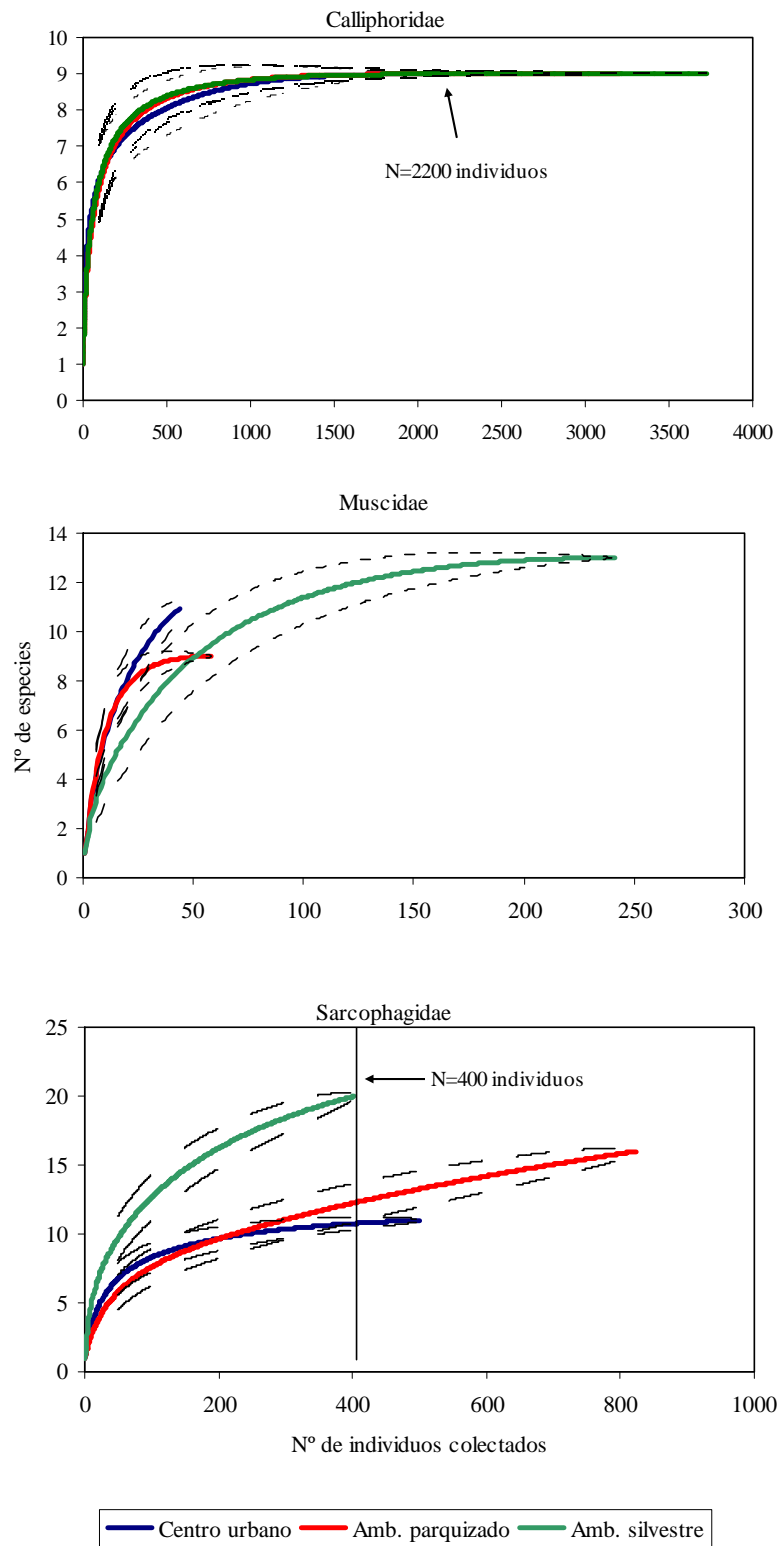 Calliphoridae
10
9
8
7
6
5
4
3
2
1
0
N=2200 individuos
0 500 1000 1500 2000 2500 3000 3500 4000
Muscidae
14
12
10
8
6
4
2
0
Nº de especies
0 50 100 150 200 250 300
Sarcophagidae
25
20
15
10
5
0
N=400 individuos
0 200 400 600 800 1000
Nº de individuos colectados
Centro urbano Amb. parquizado Amb. silvestre